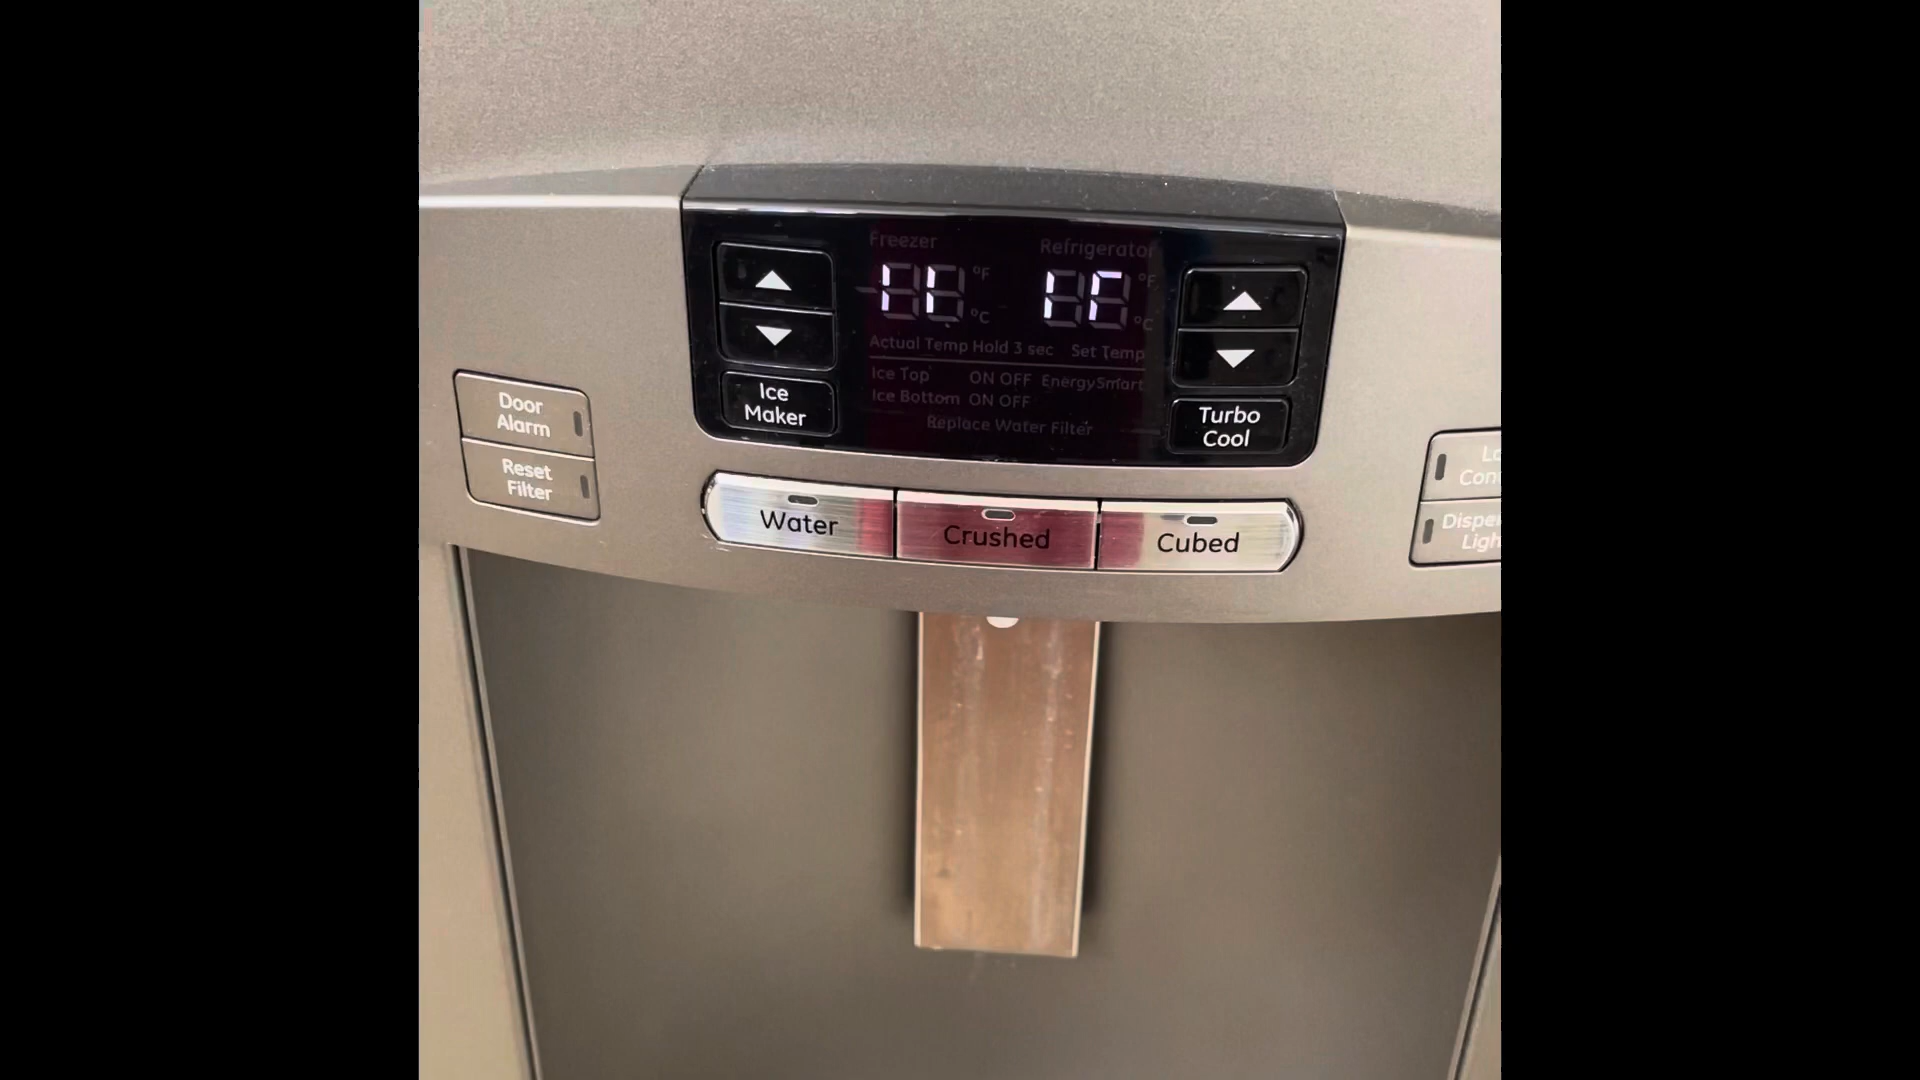 Freezer Refrigerator
°F °F
°C °C
Actual Temp Hold 3 sec Set Temp
Ice Top ON OFF EnergySmart
Ice Bottom ON OFF
Replace Water Filter
Ice
Maker
Turbo
Cool
Door
Alarm
Reset
Filter
Water Crushed Cubed